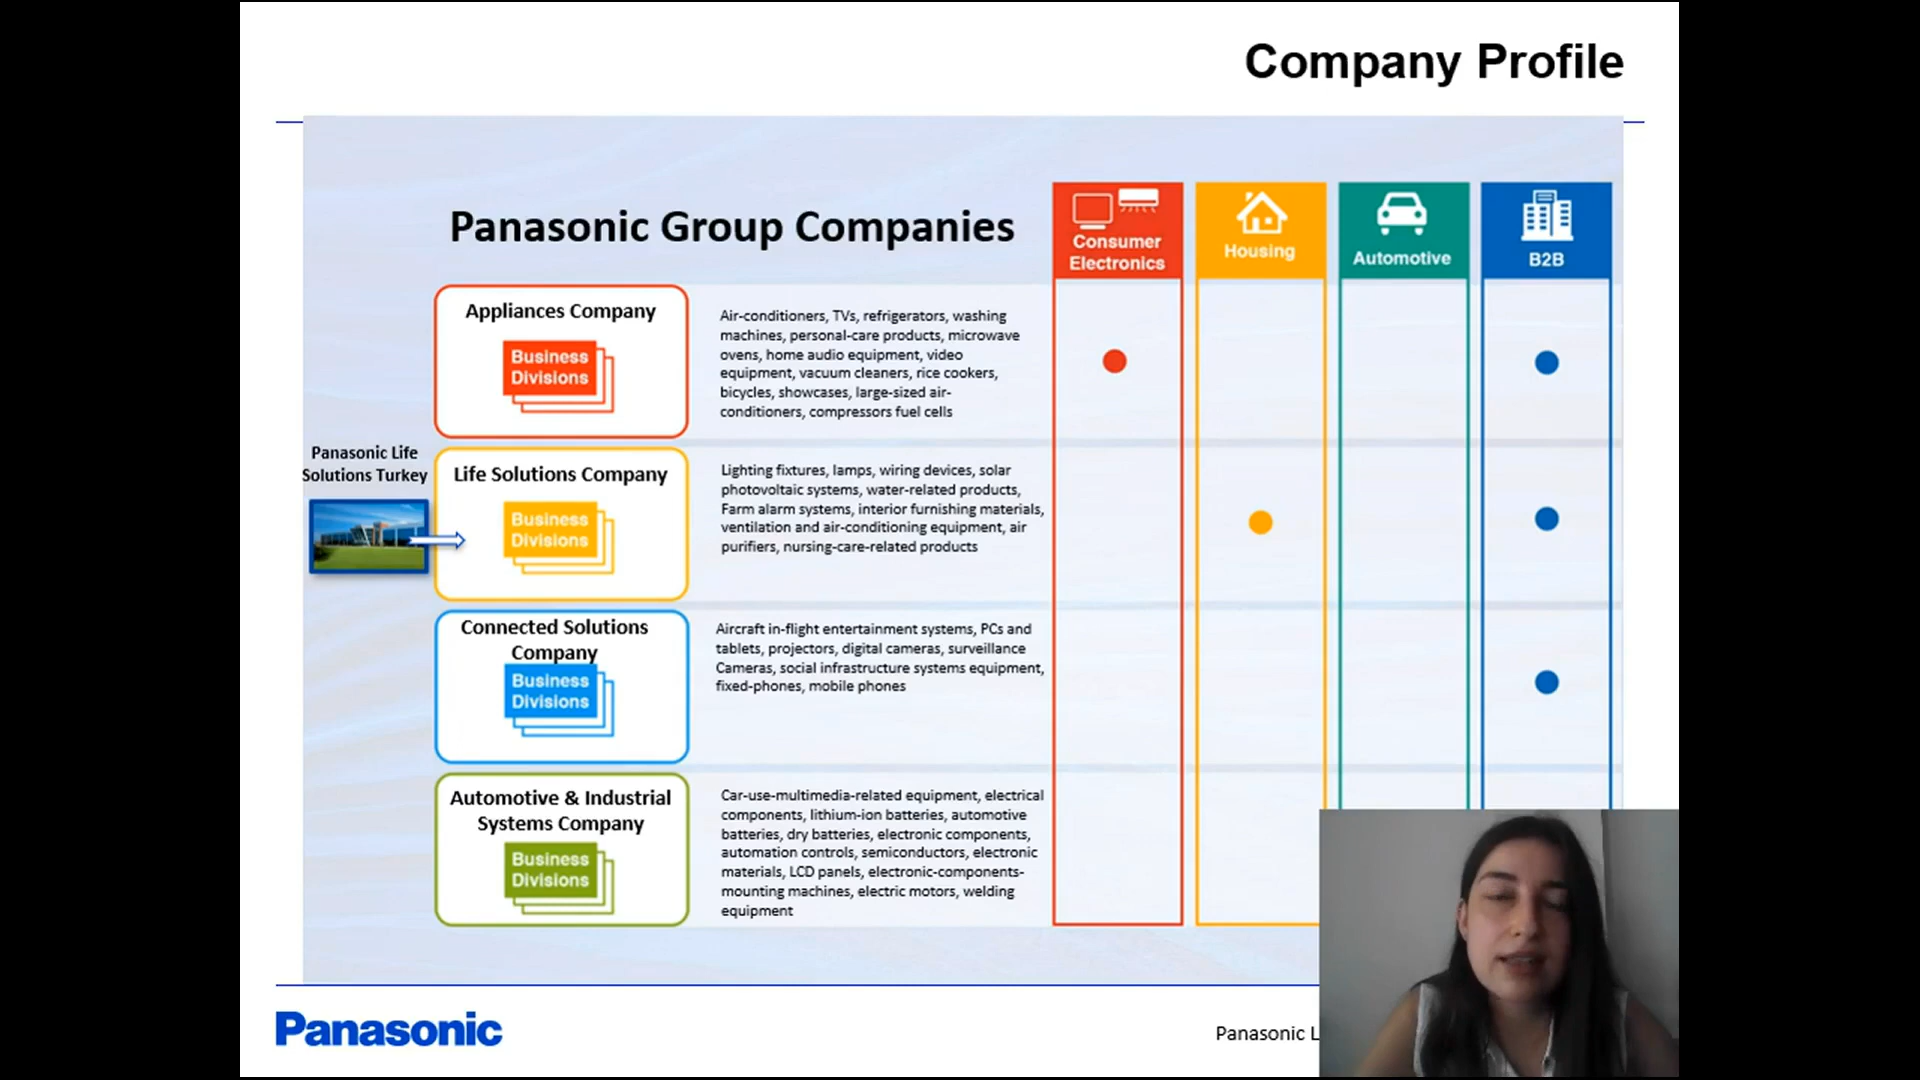 Company Profile
Panasonic Group Companies
Consumer
Electronics
Housing
Automotive
B2B
Appliances Company
Business
Divisions
Air-conditioners, TVs, refrigerators, washing
machines, personal-care products, microwave
ovens, home audio equipment, video
equipment, vacuum cleaners, rice cookers,
bicycles, showcases, large-sized air-
conditioners, compressors fuel cells
Panasonic Life
Solutions Turkey
Life Solutions Company
Business
Divisions
Lighting fixtures, lamps, wiring devices, solar
photovoltaic systems, water-related products,
Farm alarm systems, interior furnishing materials,
ventilation and air-conditioning equipment, air
purifiers, nursing-care-related products
Connected Solutions
Company
Business
Divisions
Aircraft in-flight entertainment systems, PCs and
tablets, projectors, digital cameras, surveillance
Cameras, social infrastructure systems equipment,
fixed-phones, mobile phones
Automotive & Industrial
Systems Company
Business
Divisions
Car-use-multimedia-related equipment, electrical
components, lithium-ion batteries, automotive
batteries, dry batteries, electronic components,
automation controls, semiconductors, electronic
materials, LCD panels, electronic-components-
mounting machines, electric motors, welding
equipment
Panasonic
Panasonic L